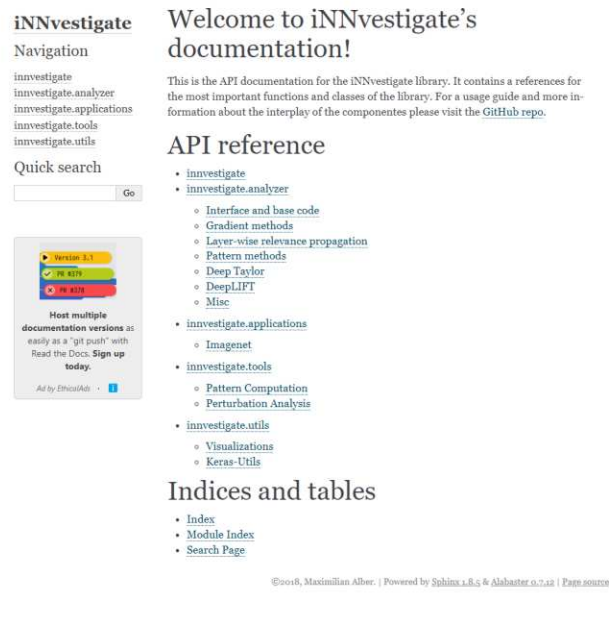 iNNvestigate
Navigation
innvestigate
innvestigate.analyzer
innvestigate.applications
innvestigate.tools
innvestigate.utils
Quick search
Go
Version 3.1
PR #379
PR #378
Host multiple
documentation versions as
easily as a "git push" with
Read the Docs. Sign up
today.
Ad by EthicalAds · i
Welcome to iNNvestigate's
documentation!
This is the API documentation for the iNNvestigate library. It contains a references for
the most important functions and classes of the library. For a usage guide and more in-
formation about the interplay of the componentes please visit the GitHub repo.
API reference
• innvestigate
• innvestigate.analyzer
◦ Interface and base code
◦ Gradient methods
◦ Layer-wise relevance propagation
◦ Pattern methods
◦ Deep Taylor
◦ DeepLIFT
◦ Misc
• innvestigate.applications
◦ Imagenet
• innvestigate.tools
◦ Pattern Computation
◦ Perturbation Analysis
• innvestigate.utils
◦ Visualizations
◦ Keras-Utils
Indices and tables
• Index
• Module Index
• Search Page
©2018, Maximilian Alber. | Powered by Sphinx 1.8.5 & Alabaster 0.7.12 | Page source